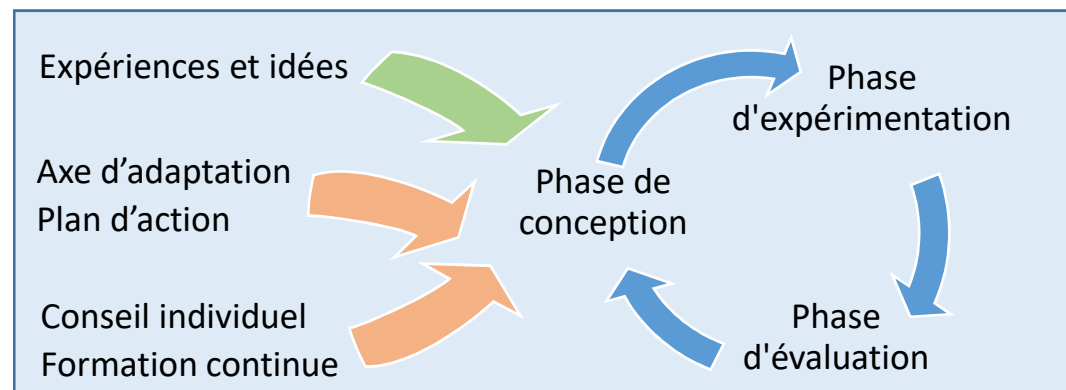 Expériences et idées
Axe d’adaptation
Plan d’action
Conseil individuel
Formation continue
Phase de
conception
Phase
d'expérimentation
Phase
d'évaluation